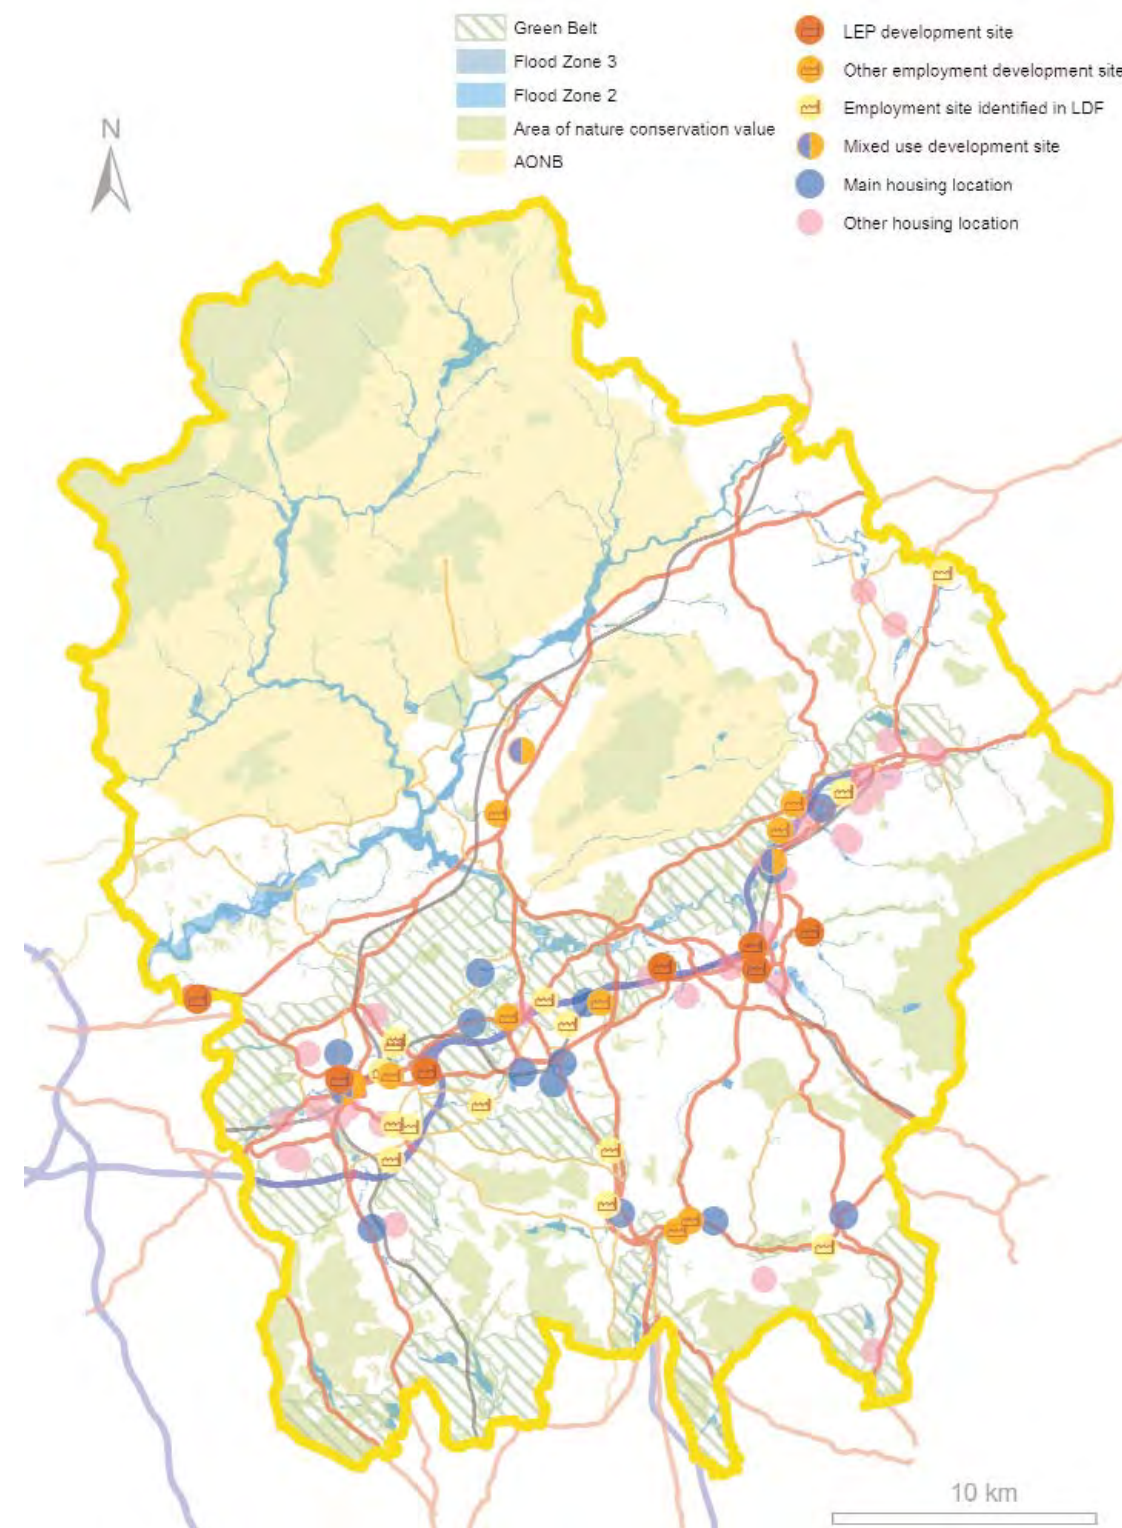 Green Belt
Flood Zone 3
Flood Zone 2
Area of nature conservation value
AONB
LEP development site
Other employment development site
Employment site identified in LDF
Mixed use development site
Main housing location
Other housing location
N
10 km